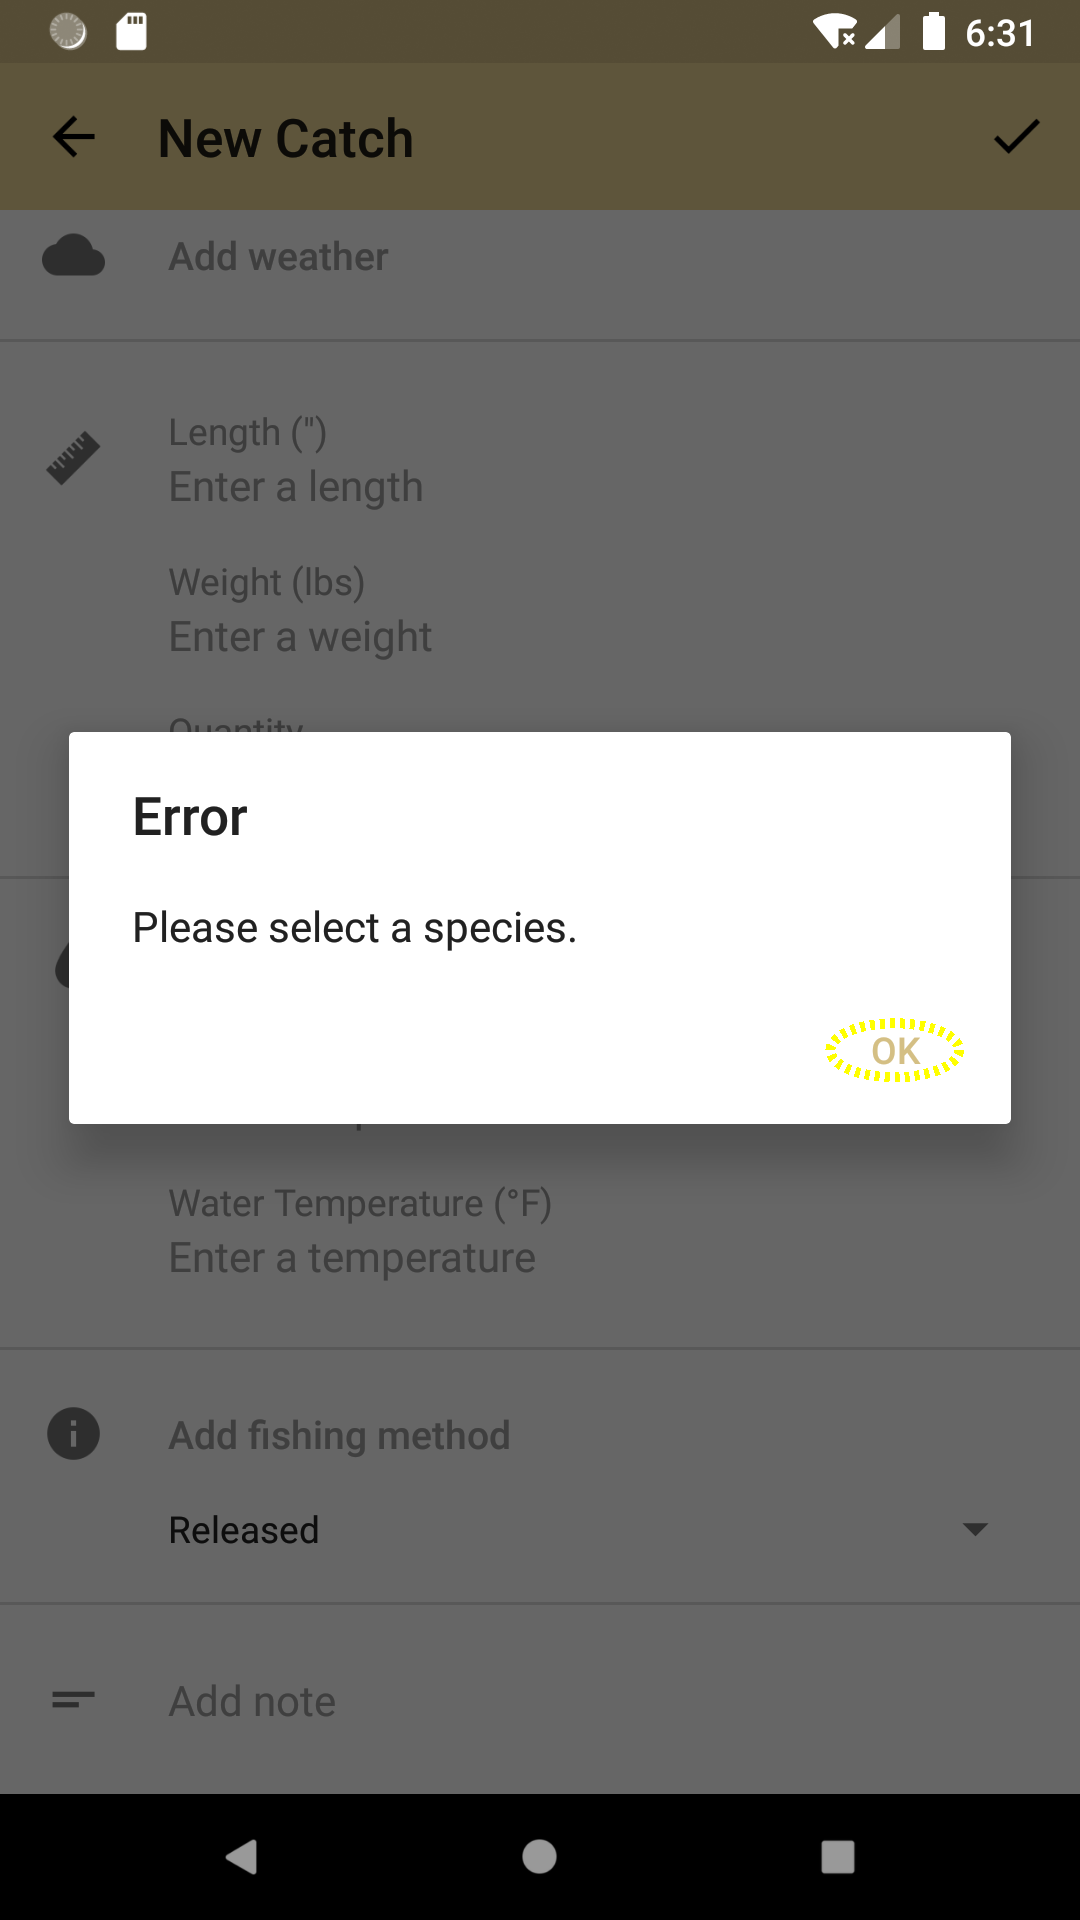 6:31
New Catch
Add weather
Length (")
Enter a length
Weight (lbs)
Enter a weight
Quantity
Error
Please select a species.
OK
Water Temperature (°F)
Enter a temperature
Add fishing method
Released
Add note